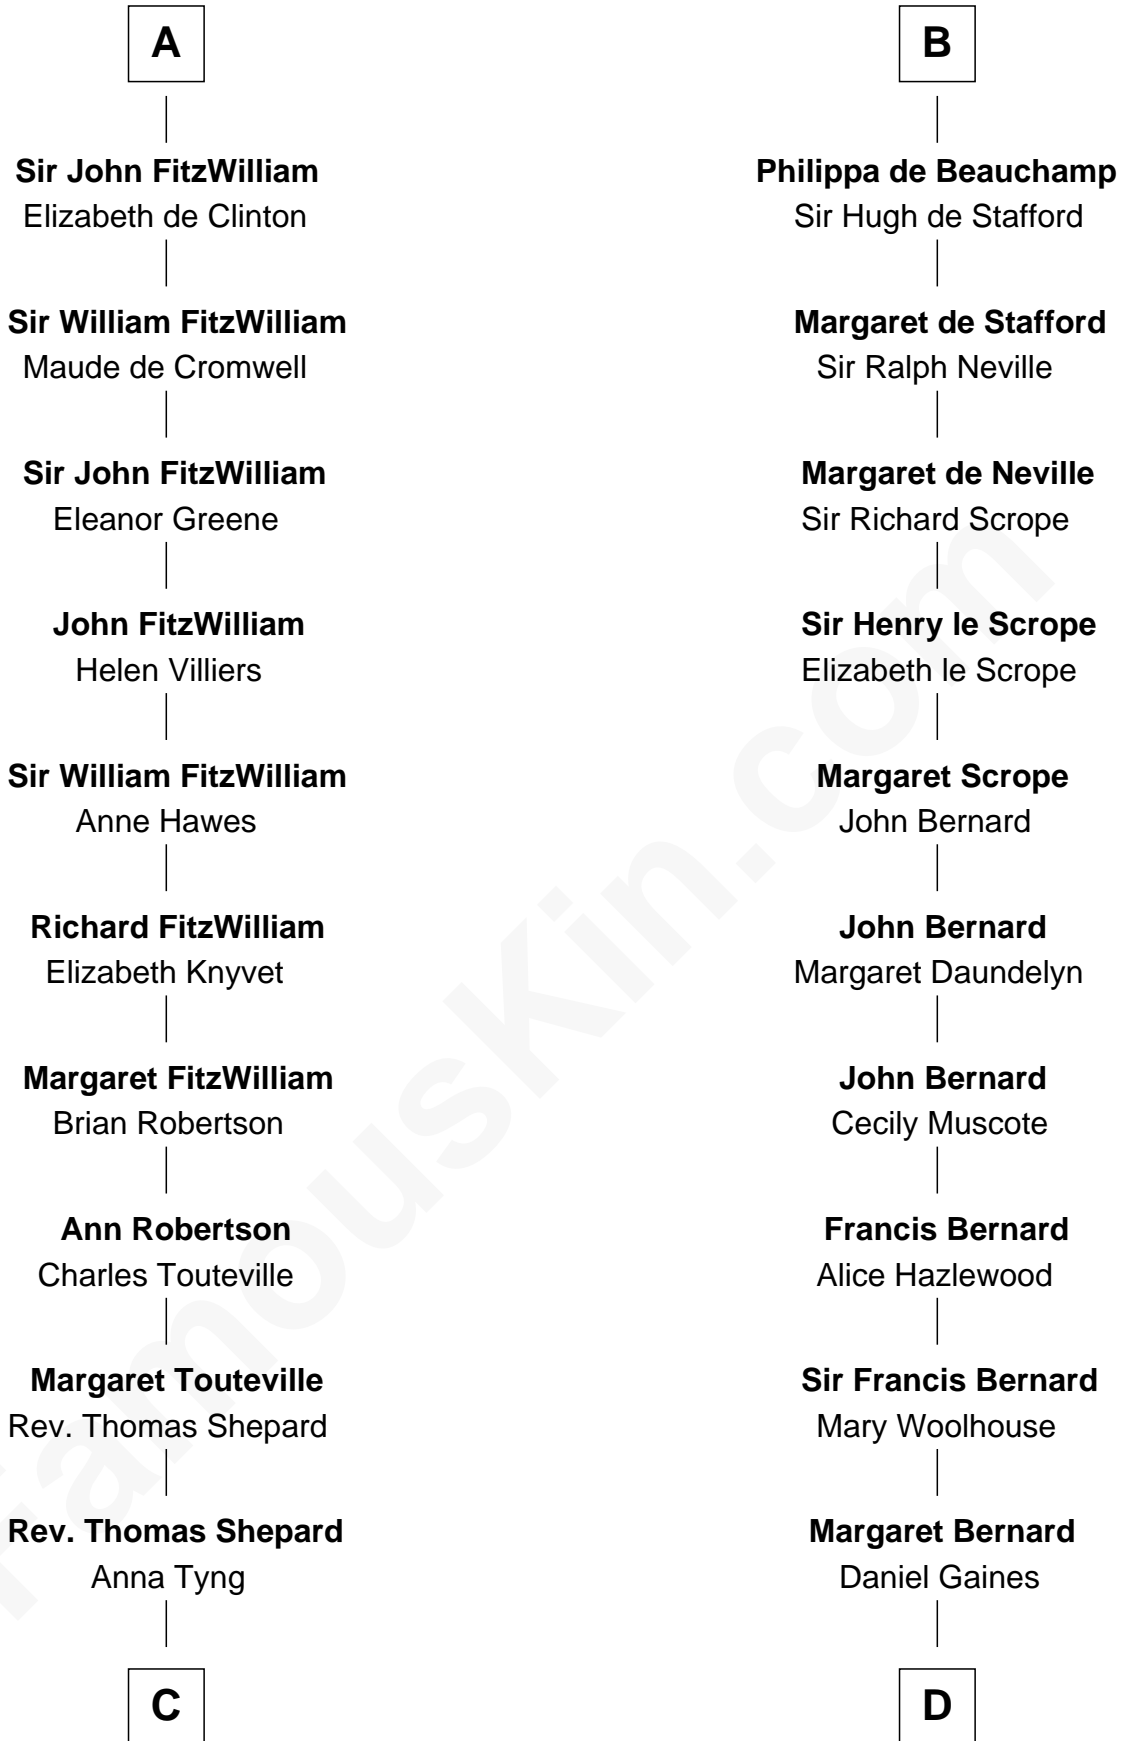 A
Sir John FitzWilliam
Elizabeth de Clinton
Sir William FitzWilliam
Maude de Cromwell
Sir John FitzWilliam
Eleanor Greene
John FitzWilliam
Helen Villiers
Sir William FitzWilliam
Anne Hawes
Richard FitzWilliam
Elizabeth Knyvet
Margaret FitzWilliam
Brian Robertson
Ann Robertson
Charles Touteville
Margaret Touteville
Rev. Thomas Shepard
Rev. Thomas Shepard
Anna Tyng
C
B
Philippa de Beauchamp
Sir Hugh de Stafford
Margaret de Stafford
Sir Ralph Neville
Margaret de Neville
Sir Richard Scrope
Sir Henry le Scrope
Elizabeth le Scrope
Margaret Scrope
John Bernard
John Bernard
Margaret Daundelyn
John Bernard
Cecily Muscote
Francis Bernard
Alice Hazlewood
Sir Francis Bernard
Mary Woolhouse
Margaret Bernard
Daniel Gaines
D
FamousKin.com